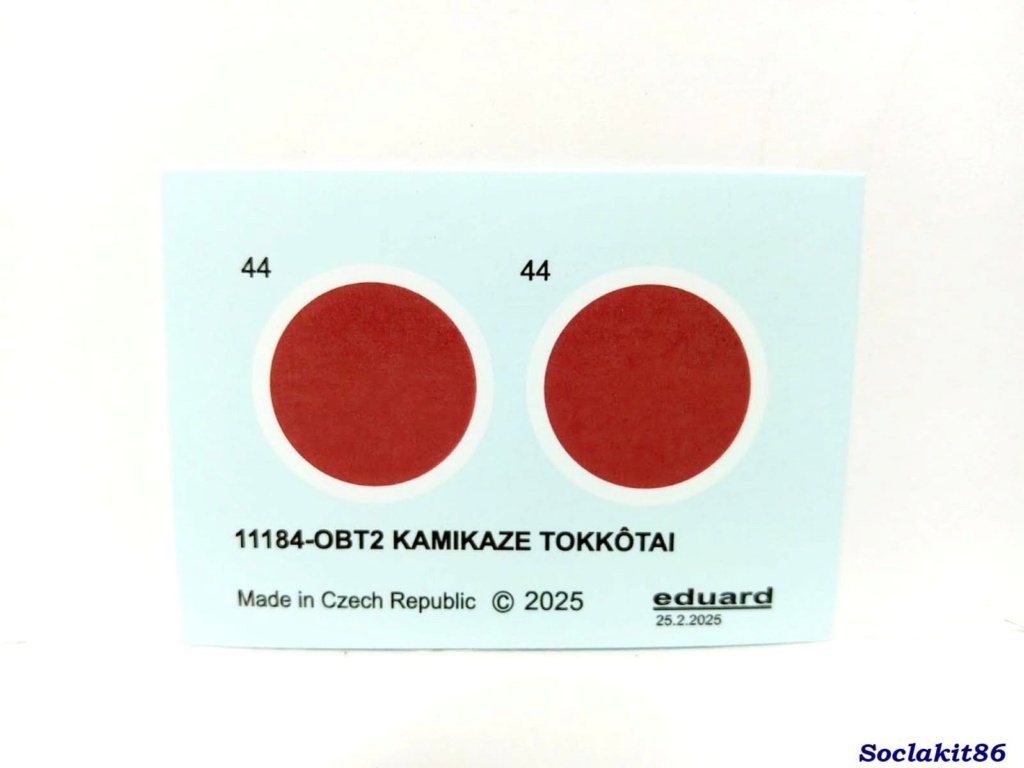 44 44
11184-OBT2 KAMIKAZE TOKKÔTAI
Made in Czech Republic © 2025 eduard
25.2.2025
Soclakit86